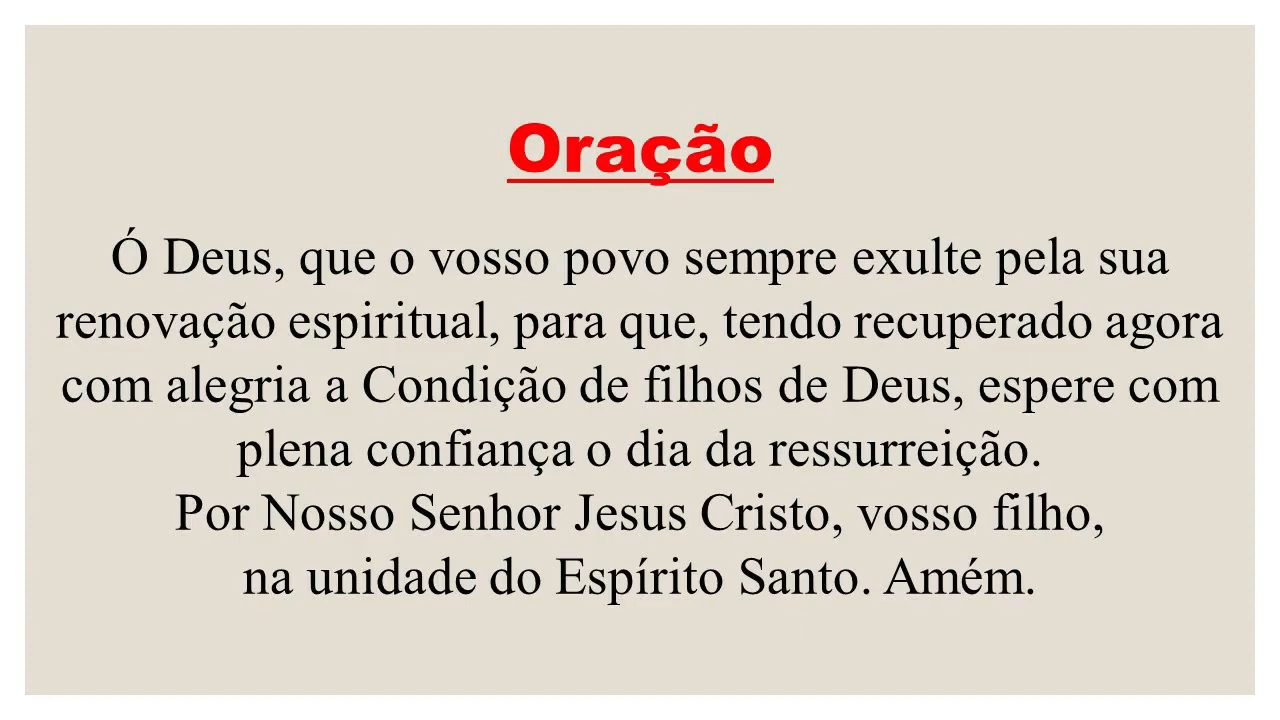 Oração
Ó Deus, que o vosso povo sempre exulte pela sua
renovação espiritual, para que, tendo recuperado agora
com alegria a Condição de filhos de Deus, espere com
plena confiança o dia da ressurreição.
Por Nosso Senhor Jesus Cristo, vosso filho,
na unidade do Espírito Santo. Amém.